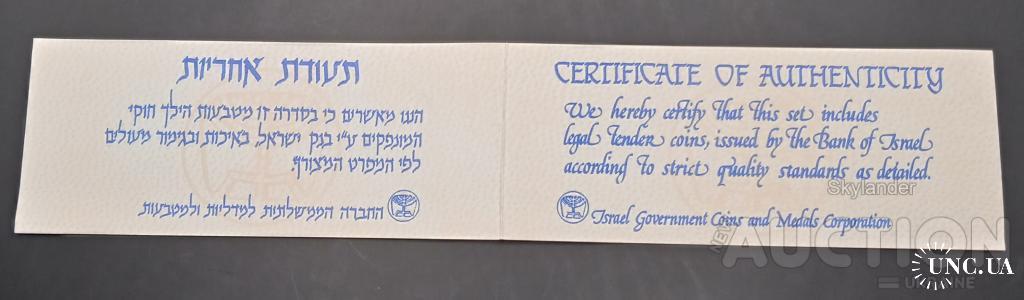 תעודת אחריות
הננו מאשרים כי בסדרה זו מטבעות הילך חוקי
המונפקים ע"י בנק ישראל, באיכות ובגימור מעולים
לפי המפרט המצורף.
החברה הממשלתית למדליות ולמטבעות.
CERTIFICATE OF AUTHENTICITY
We hereby certify that this set includes
legal tender coins, issued by the Bank of Israel
according to strict quality standards as detailed.
Israel Government Coins and Medals Corporation
Skylander
NEW
AUCTION
UKRAINE
UNC.UA